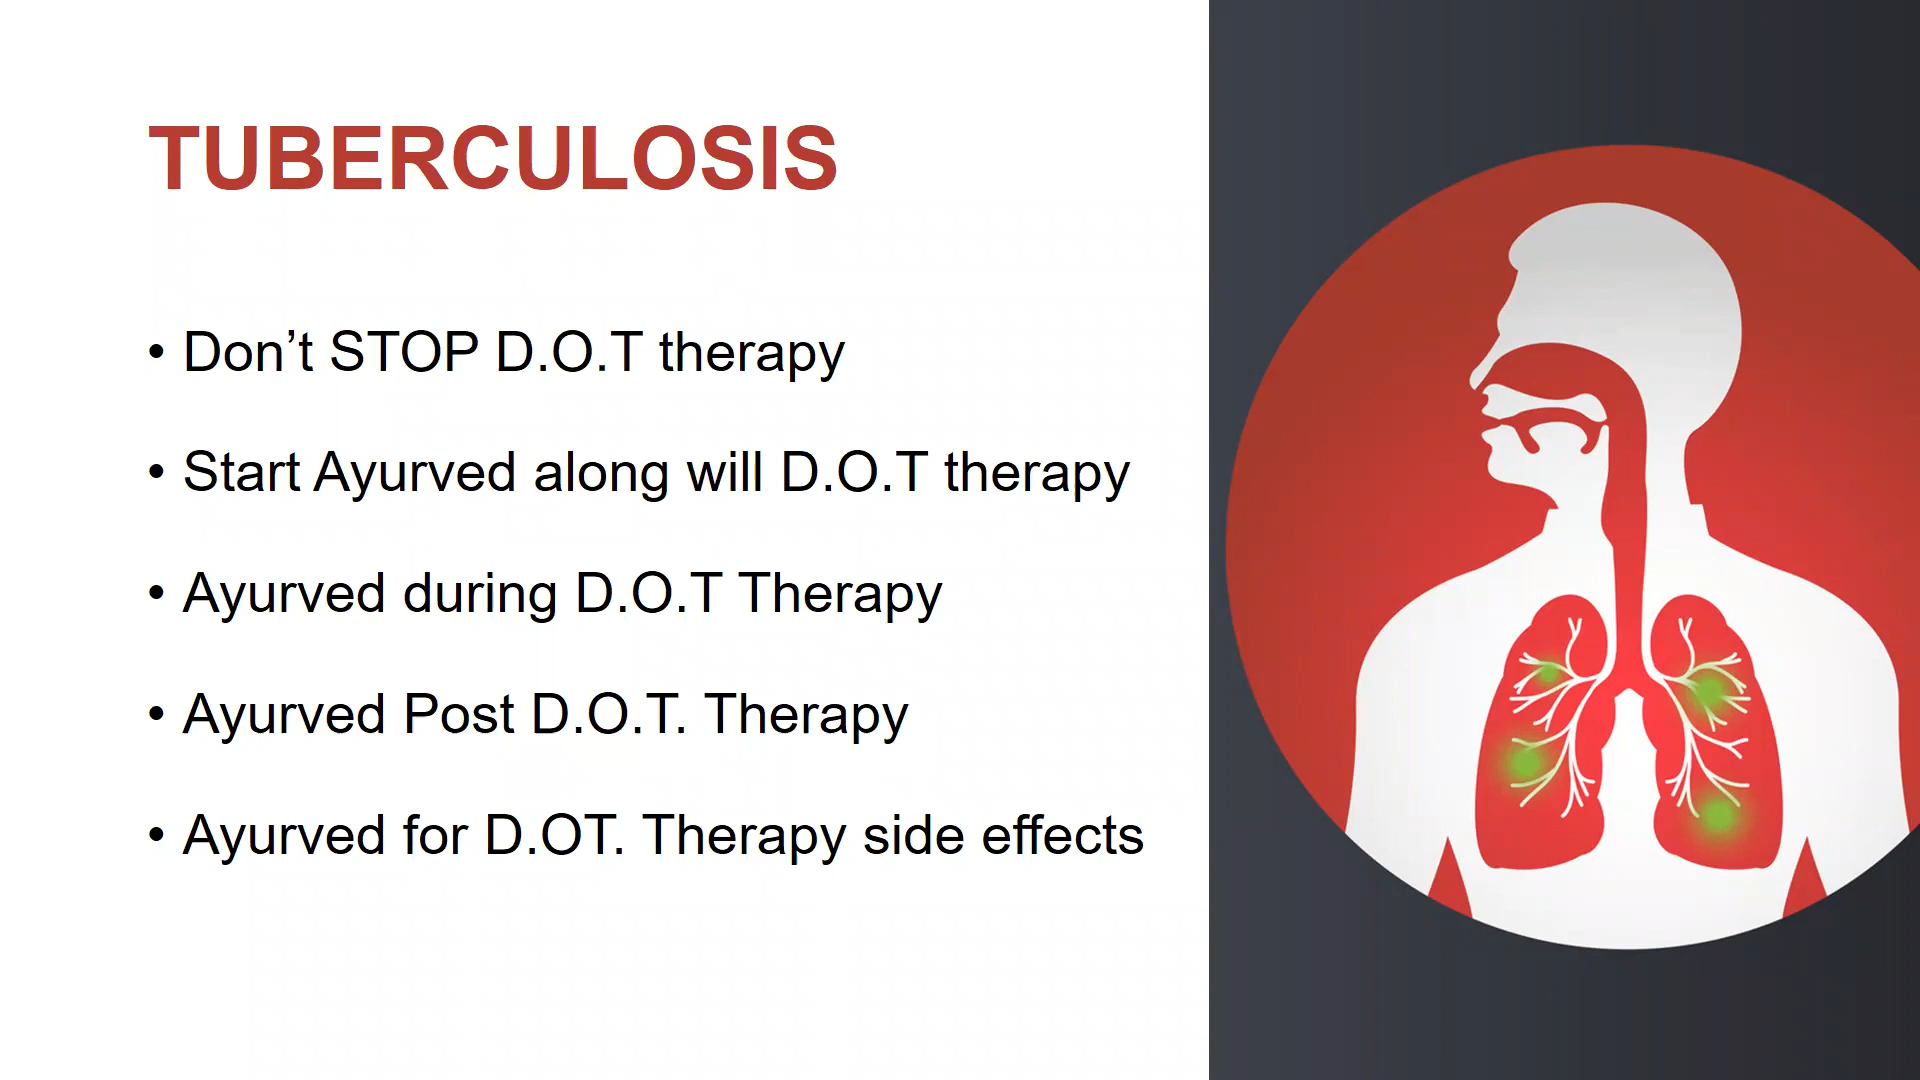 TUBERCULOSIS
• Don’t STOP D.O.T therapy
• Start Ayurved along will D.O.T therapy
• Ayurved during D.O.T Therapy
• Ayurved Post D.O.T. Therapy
• Ayurved for D.OT. Therapy side effects